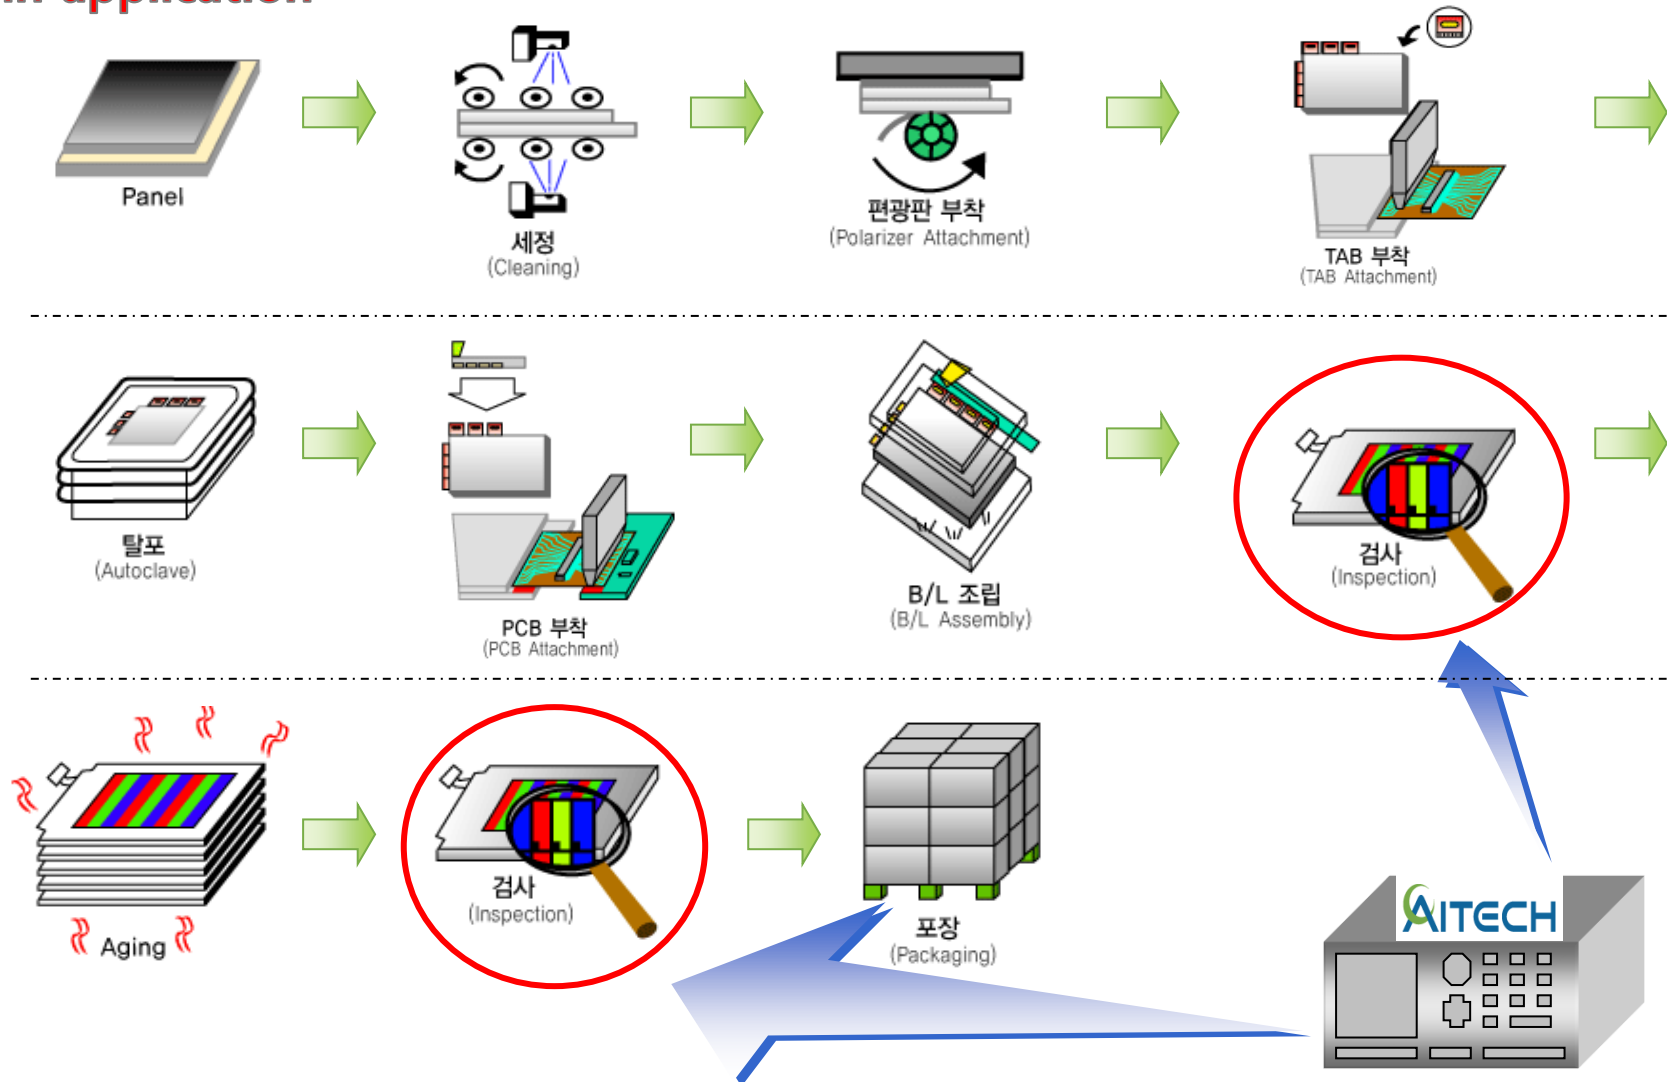 in application
Panel
세정
(Cleaning)
편광판 부착
(Polarizer Attachment)
TAB 부착
(TAB Attachment)
탈포
(Autoclave)
PCB 부착
(PCB Attachment)
B/L 조립
(B/L Assembly)
검사
(Inspection)
Aging
검사
(Inspection)
포장
(Packaging)
AITECH